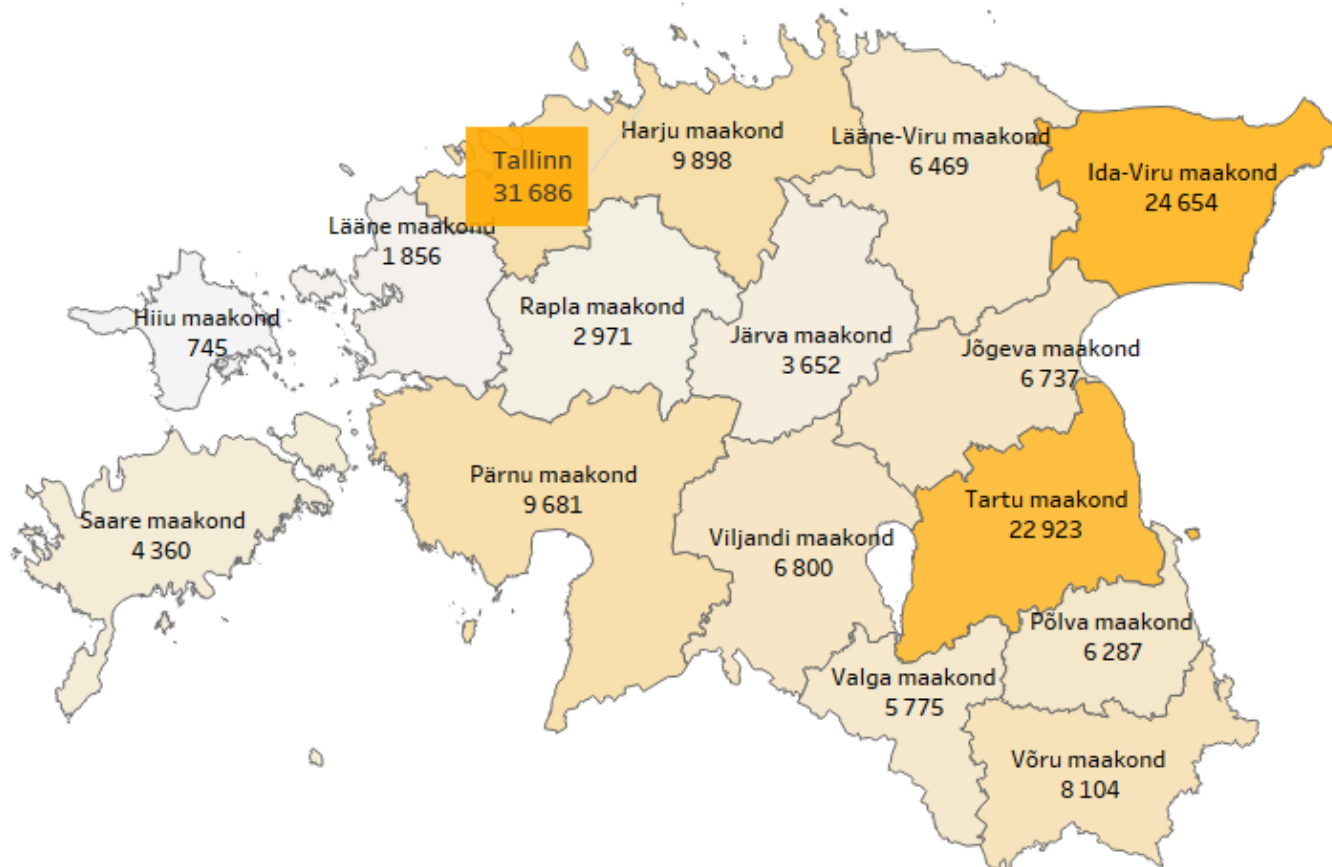 Harju maakond
9 898
Lääne-Viru maakond
6 469
Tallinn
31 686
Ida-Viru maakond
24 654
Lääne maakond
1 856
Hiiu maakond
745
Rapla maakond
2 971
Järva maakond
3 652
Jõgeva maakond
6 737
Pärnu maakond
9 681
Saare maakond
4 360
Viljandi maakond
6 800
Tartu maakond
22 923
Põlva maakond
6 287
Valga maakond
5 775
Võru maakond
8 104